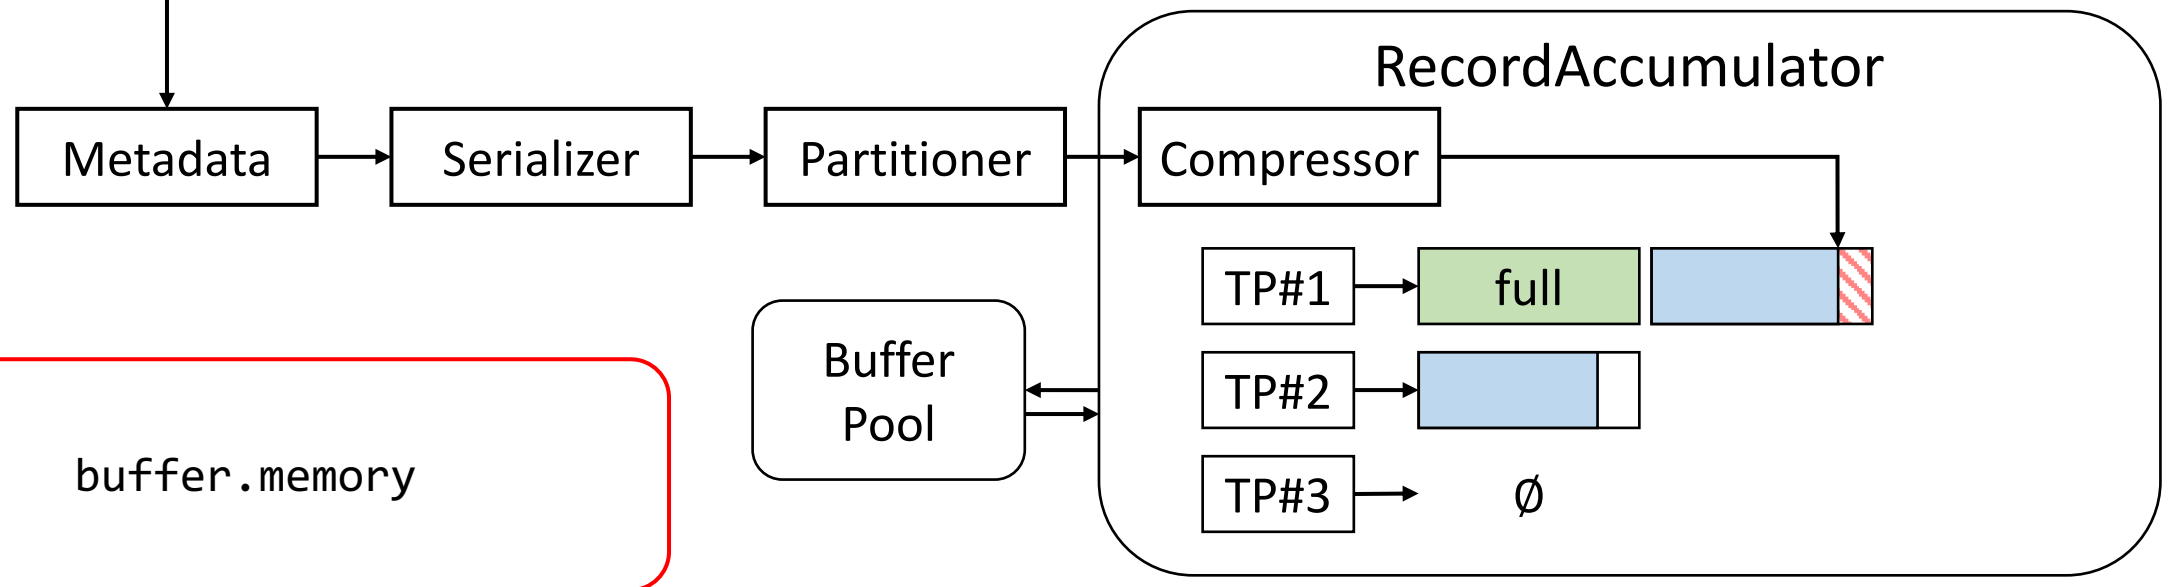 RecordAccumulator
Metadata
Serializer
Partitioner
Compressor
TP#1
full
TP#2
TP#3
Ø
Buffer
Pool
buffer.memory